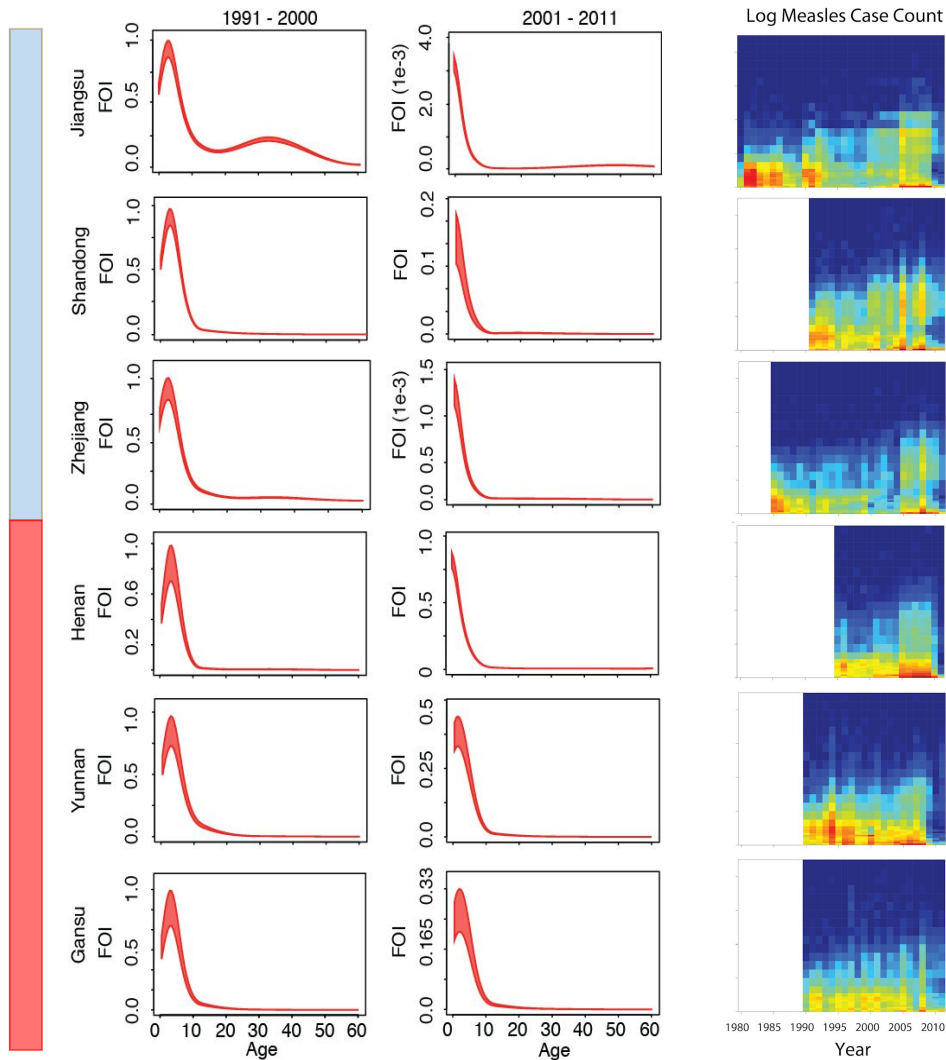 1991 - 2000
2001 - 2011
Log Measles Case Count
Jiangsu
FOI
1.0
0.5
0.0
FOI (1e-3)
4.0
2.0
0.0
Shandong
FOI
1.0
0.5
0.0
FOI
0.2
0.1
0.0
Zhejiang
FOI
1.0
0.5
0.0
FOI (1e-3)
1.5
1.0
0.5
0.0
Henan
FOI
1.0
0.6
0.2
FOI
1.0
0.5
0
Yunnan
FOI
1.0
0.5
0.0
FOI
0.5
0.25
0.0
Gansu
FOI
1.0
0.5
0.0
FOI
0.33
0.165
0.0
0 10 20 30 40 50 60
Age
0 10 20 30 40 50 60
Age
1980 1985 1990 1995 2000 2005 2010
Year